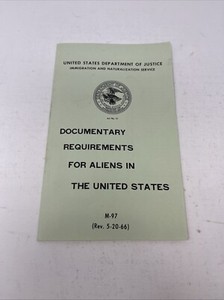 UNITED STATES DEPARTMENT OF JUSTICE
IMMIGRATION AND NATURALIZATION SERVICE
DOCUMENTARY
REQUIREMENTS
FOR ALIENS IN
THE UNITED STATES
M-97
(Rev. 5-20-66)